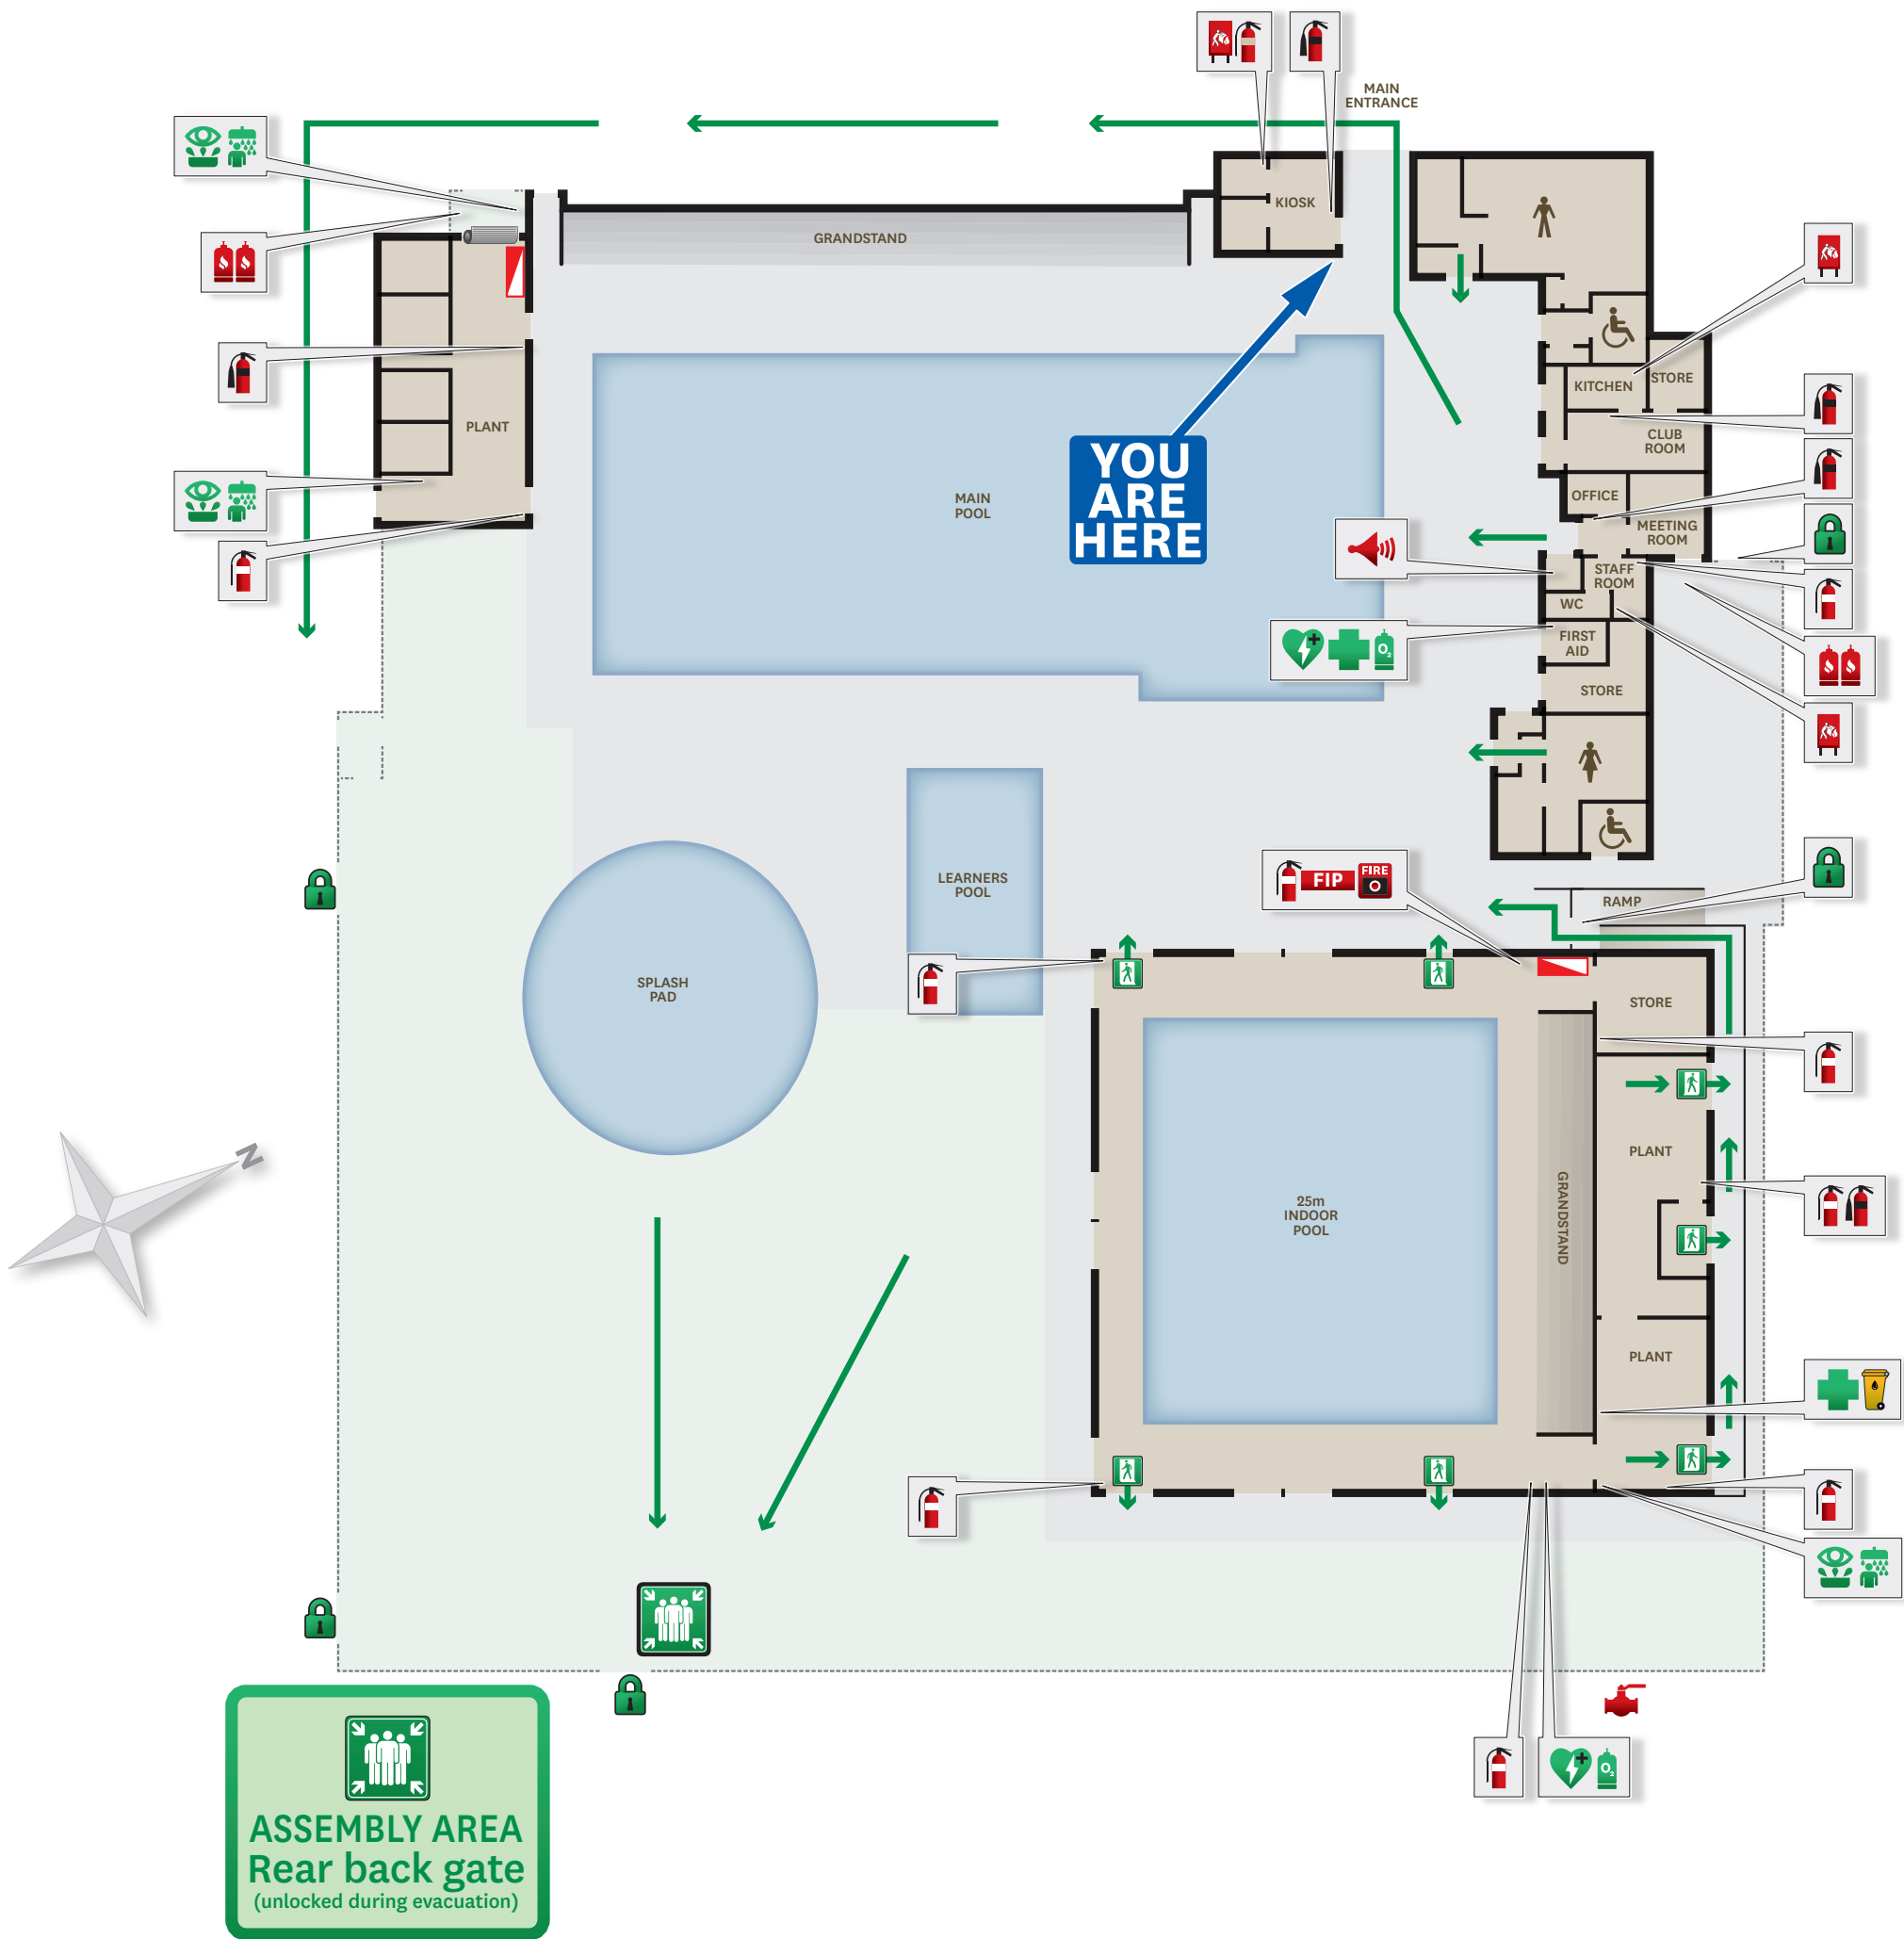 MAIN
ENTRANCE
KIOSK
GRANDSTAND
PLANT
MAIN
POOL
YOU
ARE
HERE
KITCHEN
STORE
CLUB
ROOM
OFFICE
MEETING
ROOM
STAFF
ROOM
WC
FIRST
AID
STORE
O2
LEARNERS
POOL
FIP
FIRE
RAMP
SPLASH
PAD
STORE
PLANT
N
25m
INDOOR
POOL
GRANDSTAND
PLANT
O2
ASSEMBLY AREA
Rear back gate
(unlocked during evacuation)